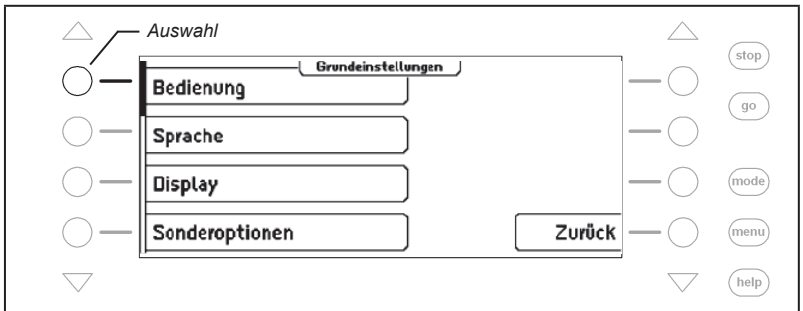 Auswahl
Grundeinstellungen
stop
Bedienung
go
Sprache
Display
mode
Sonderoptionen
Zurück
menu
help